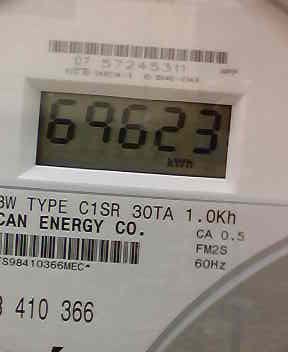 07 57245311
69623
kWh
3W TYPE C1SR 30TA 1.0Kh
CAN ENERGY CO.
CA 0.5
FM2S
60Hz
S98410366MEC*
410 366